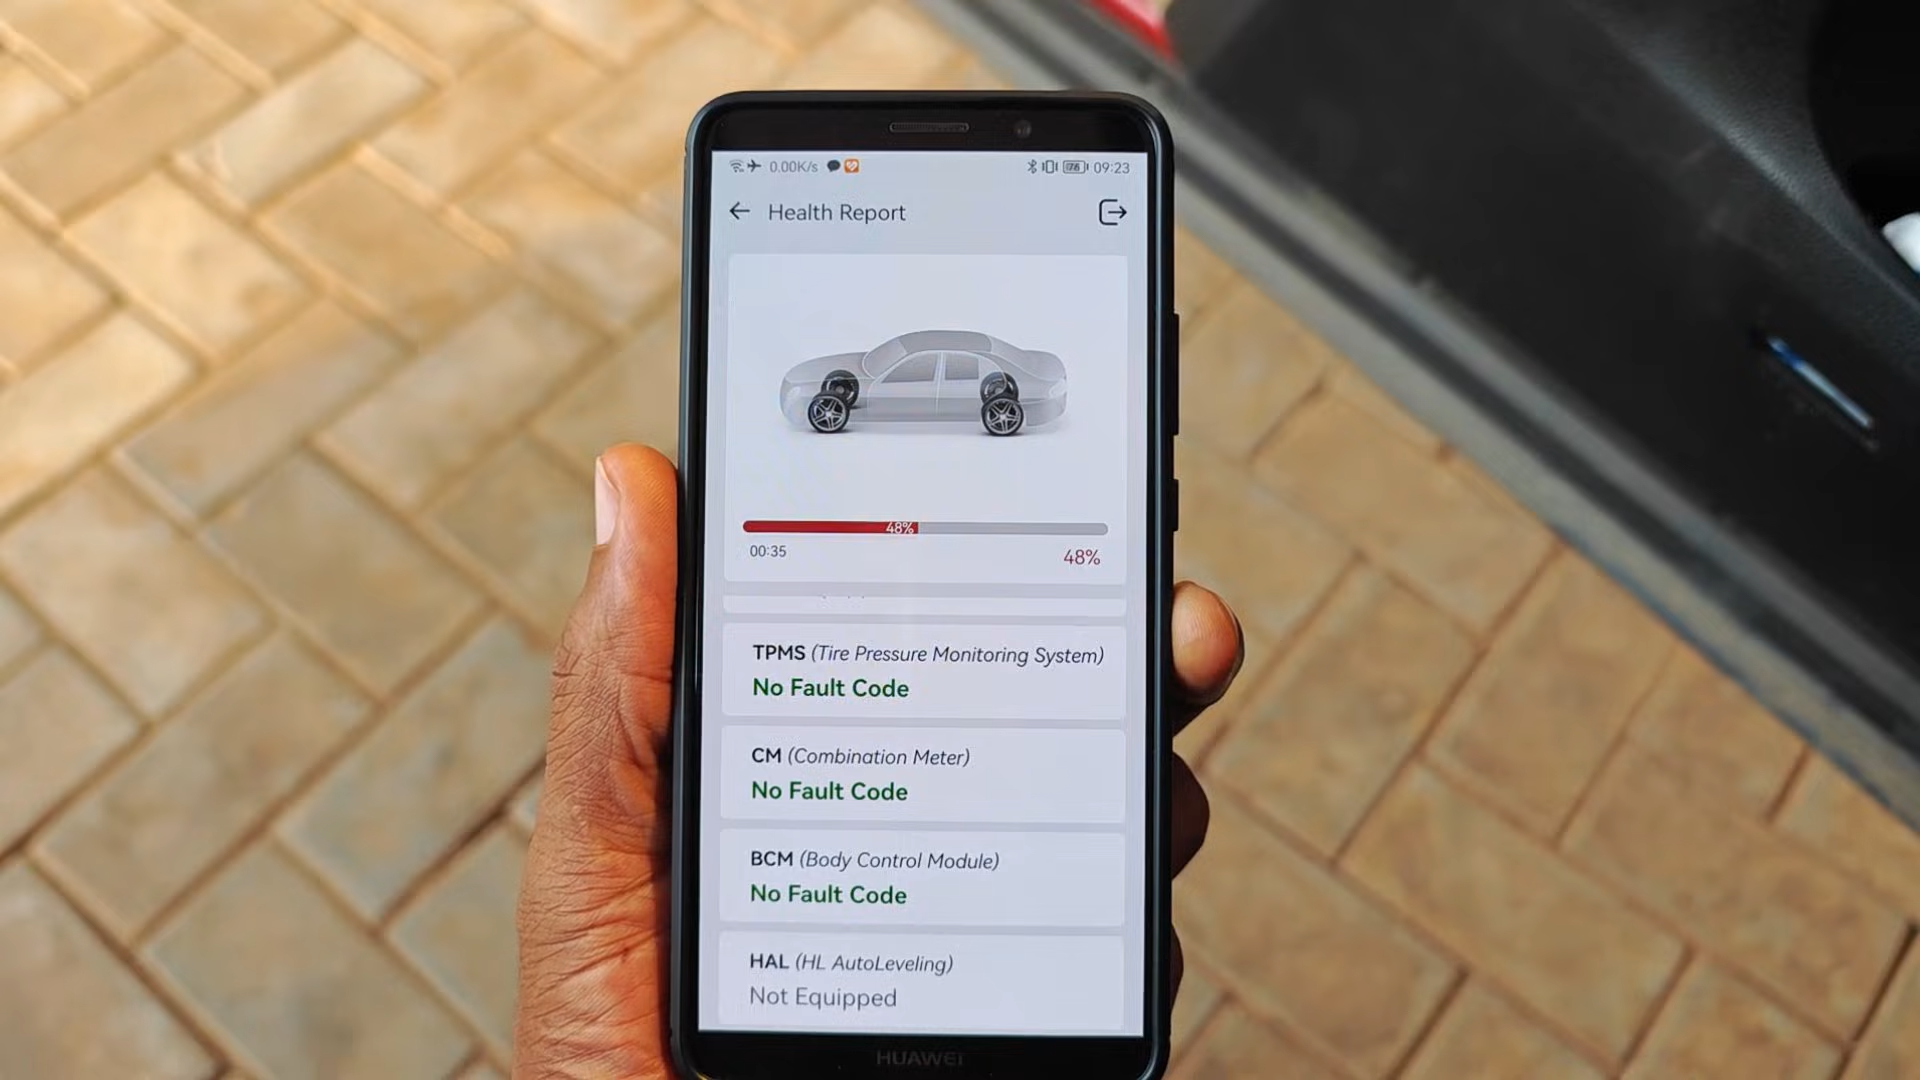 0.00K/s 09:23
Health Report
48%
00:35
48%
TPMS (Tire Pressure Monitoring System)
No Fault Code
CM (Combination Meter)
No Fault Code
BCM (Body Control Module)
No Fault Code
HAL (HL AutoLeveling)
Not Equipped
HUAWEI